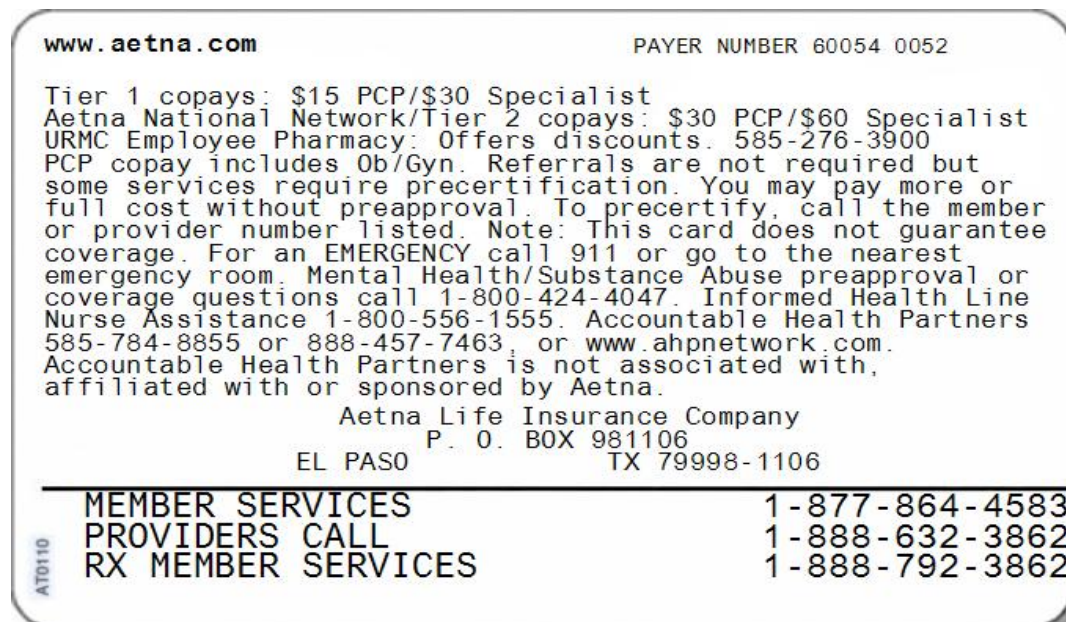 www.aetna.com PAYER NUMBER 60054 0052
Tier 1 copays: $15 PCP/$30 Specialist
Aetna National Network/Tier 2 copays: $30 PCP/$60 Specialist
URMC Employee Pharmacy: Offers discounts. 585-276-3900
PCP copay includes Ob/Gyn. Referrals are not required but
some services require precertification. You may pay more or
full cost without preapproval. To precertify, call the member
or provider number listed. Note: This card does not guarantee
coverage. For an EMERGENCY call 911 or go to the nearest
emergency room. Mental Health/Substance Abuse preapproval or
coverage questions call 1-800-424-4047. Informed Health Line
Nurse Assistance 1-800-556-1555. Accountable Health Partners
585-784-8855 or 888-457-7463, or www.ahpnetwork.com.
Accountable Health Partners is not associated with,
affiliated with or sponsored by Aetna.
Aetna Life Insurance Company
P. O. BOX 981106
EL PASO TX 79998-1106
MEMBER SERVICES 1-877-864-4583
PROVIDERS CALL 1-888-632-3862
RX MEMBER SERVICES 1-888-792-3862
AT0110